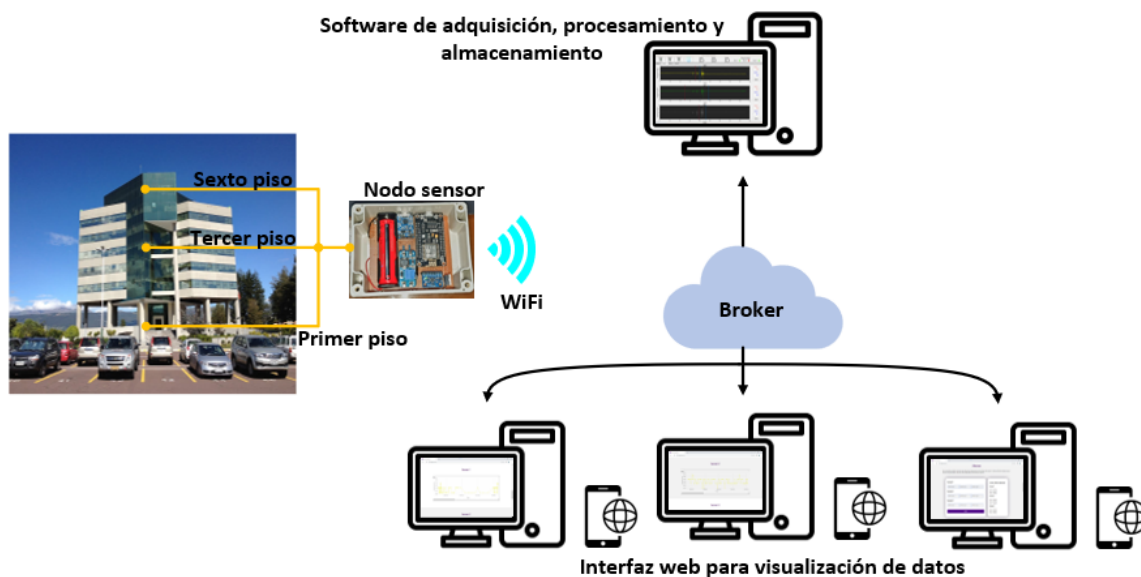 Software de adquisición, procesamiento y
almacenamiento
Sexto piso
Nodo sensor
Tercer piso
WiFi
Broker
Primer piso
Interfaz web para visualización de datos